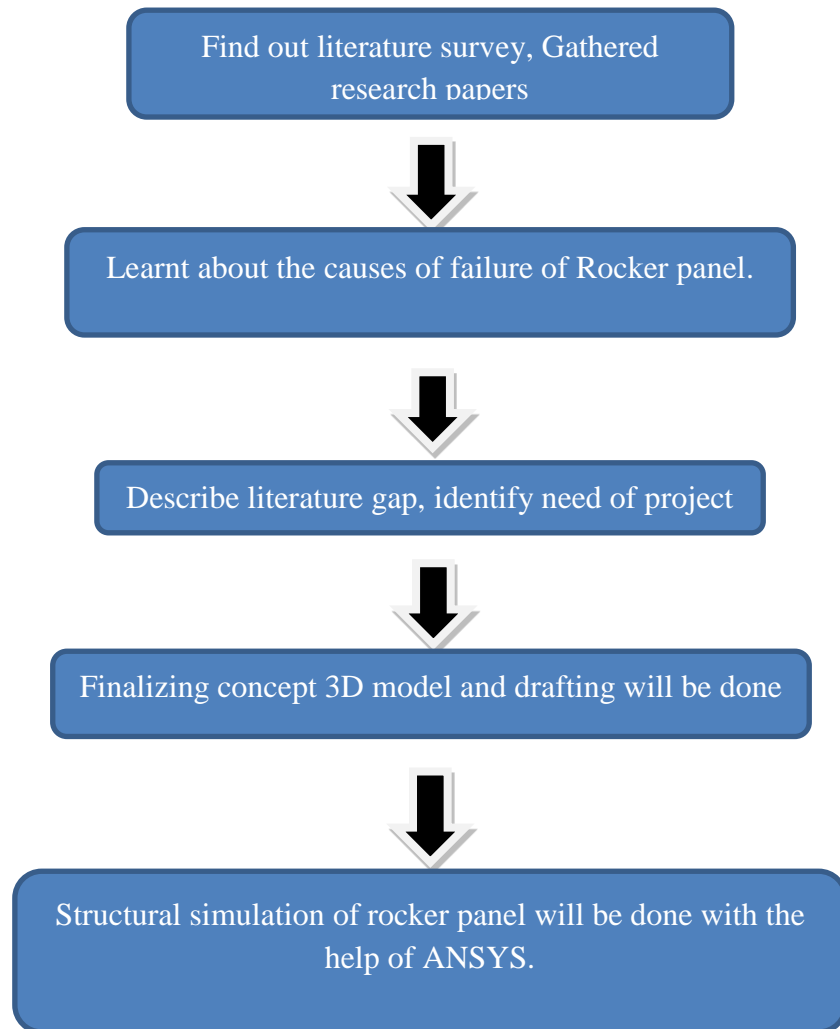 Find out literature survey, Gathered
research papers
Learnt about the causes of failure of Rocker panel.
Describe literature gap, identify need of project
Finalizing concept 3D model and drafting will be done
Structural simulation of rocker panel will be done with the
help of ANSYS.